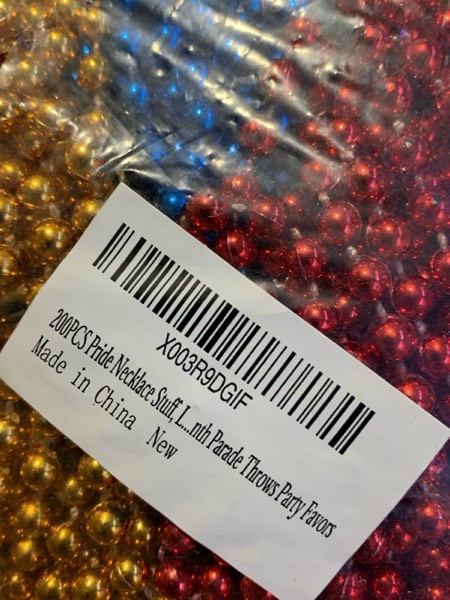 X003R9DGIF
200PCS Pride Necklace Stuff, L...nth Parade Throws Party Favors
Made in China New